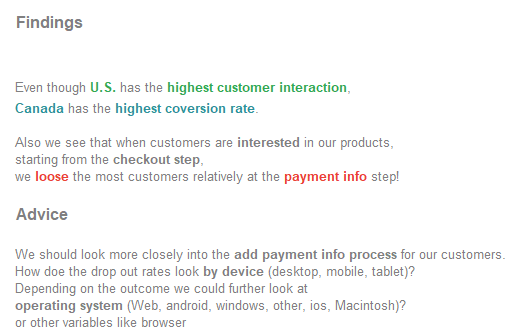 Findings
Even though U.S. has the highest customer interaction,
Canada has the highest coversion rate.
Also we see that when customers are interested in our products,
starting from the checkout step,
we loose the most customers relatively at the payment info step!
Advice
We should look more closely into the add payment info process for our customers.
How doe the drop out rates look by device (desktop, mobile, tablet)?
Depending on the outcome we could further look at
operating system (Web, android, windows, other, ios, Macintosh)?
or other variables like browser